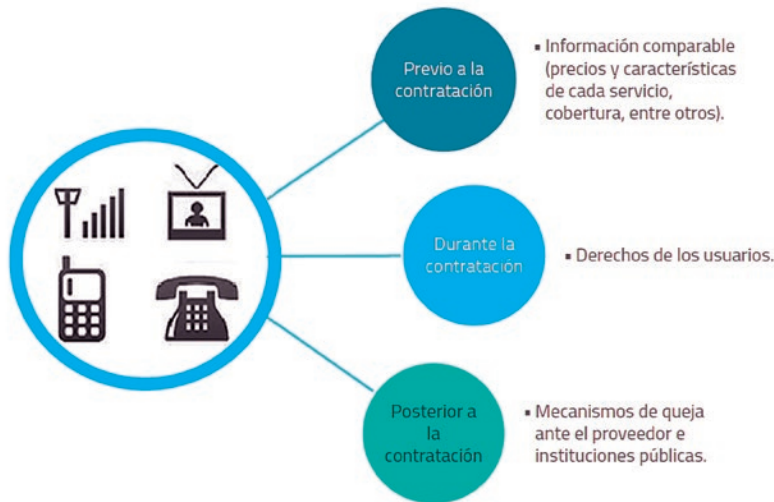 Previo a la
contratación
▪ Información comparable
(precios y características
de cada servicio,
cobertura, entre otros).
Durante la
contratación
▪ Derechos de los usuarios.
Posterior a
la
contratación
▪ Mecanismos de queja
ante el proveedor e
instituciones públicas.